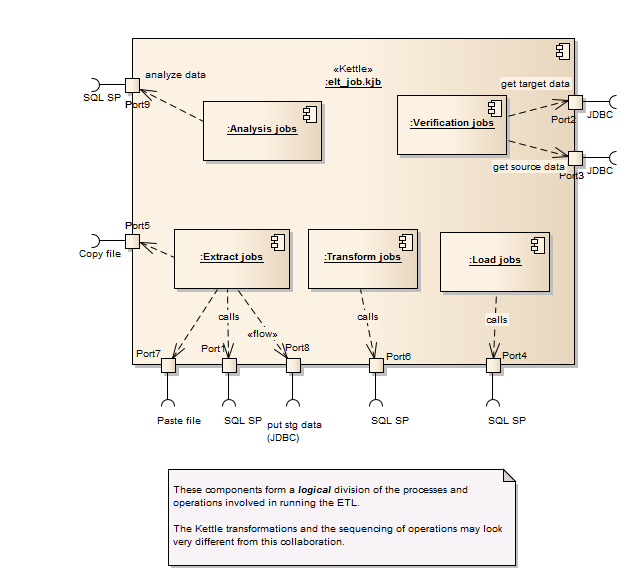 «Kettle»
:elt_job.kjb
analyze data
SQL SP
Port9
:Analysis jobs
:Verification jobs
get target data
Port2
JDBC
get source data
Port3
JDBC
Port5
Copy file
:Extract jobs
:Transform jobs
:Load jobs
calls
«flow»
calls
calls
Port7
Port1
Port8
Port6
Port4
Paste file
SQL SP
put stg data
(JDBC)
SQL SP
SQL SP
These components form a logical division of the processes and
operations involved in running the ETL.
The Kettle transformations and the sequencing of operations may look
very different from this collaboration.